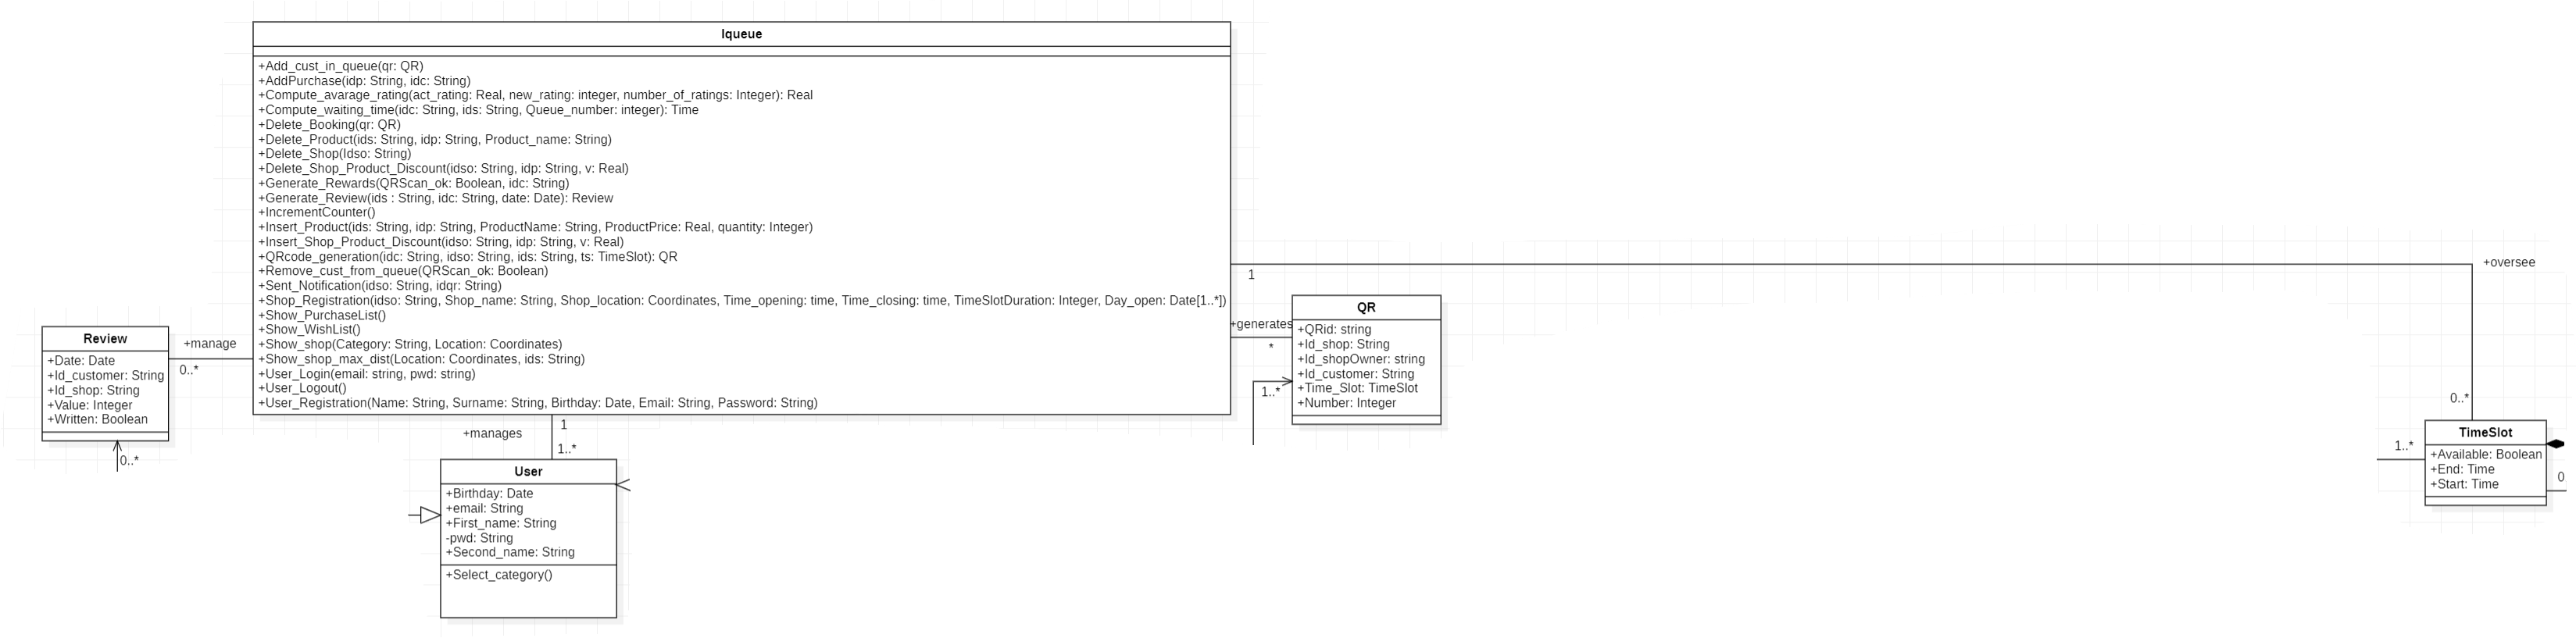 Iqueue
+Add_cust_in_queue(qr: QR)
+AddPurchase(idp: String, idc: String)
+Compute_avarage_rating(act_rating: Real, new_rating: integer, number_of_ratings: Integer): Real
+Compute_waiting_time(idc: String, ids: String, Queue_number: integer): Time
+Delete_Booking(qr: QR)
+Delete_Product(ids: String, idp: String, Product_name: String)
+Delete_Shop(Idso: String)
+Delete_Shop_Product_Discount(idso: String, idp: String, v: Real)
+Generate_Rewards(QRScan_ok: Boolean, idc: String)
+Generate_Review(ids : String, idc: String, date: Date): Review
+IncrementCounter()
+Insert_Product(ids: String, idp: String, ProductName: String, ProductPrice: Real, quantity: Integer)
+Insert_Shop_Product_Discount(idso: String, idp: String, v: Real)
+QRcode_generation(idc: String, idso: String, ids: String, ts: TimeSlot): QR
+Remove_cust_from_queue(QRScan_ok: Boolean)
+Sent_Notification(idso: String, idqr: String)
+Shop_Registration(idso: String, Shop_name: String, Shop_location: Coordinates, Time_opening: time, Time_closing: time, TimeSlotDuration: Integer, Day_open: Date[1..*])
+Show_PurchaseList()
+Show_WishList()
+Show_shop(Category: String, Location: Coordinates)
+Show_shop_max_dist(Location: Coordinates, ids: String)
+User_Login(email: string, pwd: string)
+User_Logout()
+User_Registration(Name: String, Surname: String, Birthday: Date, Email: String, Password: String)
Review
+Date: Date
+Id_customer: String
+Id_shop: String
+Value: Integer
+Written: Boolean
+manage
0..*
0..*
+manages
1
1..*
User
+Birthday: Date
+email: String
+First_name: String
-pwd: String
+Second_name: String
+Select_category()
1
+generates
*
1..*
QR
+QRid: string
+Id_shop: String
+Id_shopOwner: string
+Id_customer: String
+Time_Slot: TimeSlot
+Number: Integer
+oversee
0..*
1..*
TimeSlot
+Available: Boolean
+End: Time
+Start: Time
0